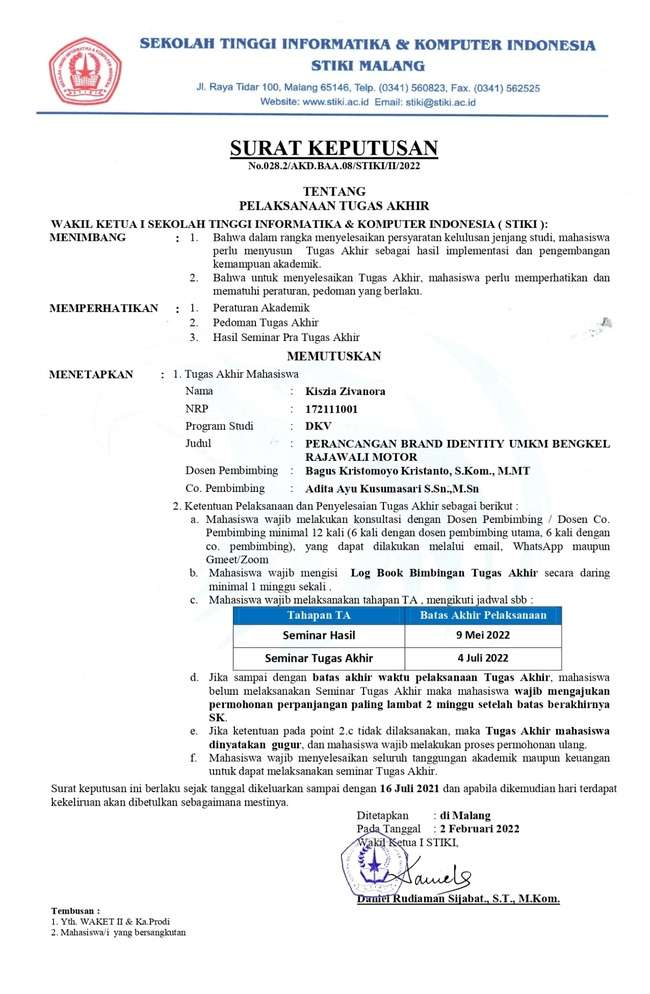 SEKOLAH TINGGI INFORMATIKA & KOMPUTER INDONESIA
STIKI MALANG
Jl. Raya Tidar 100, Malang 65146, Telp. (0341) 560823, Fax. (0341) 562525
Website: www.stiki.ac.id Email: stiki@stiki.ac.id
SURAT KEPUTUSAN
No.028.2/AKD.BAA.08/STIKI/II/2022
TENTANG
PELAKSANAAN TUGAS AKHIR
WAKIL KETUA I SEKOLAH TINGGI INFORMATIKA & KOMPUTER INDONESIA ( STIKI ):
MENIMBANG : 1. Bahwa dalam rangka menyelesaikan persyaratan kelulusan jenjang studi, mahasiswa
perlu menyusun Tugas Akhir sebagai hasil implementasi dan pengembangan
kemampuan akademik.
2. Bahwa untuk menyelesaikan Tugas Akhir, mahasiswa perlu memperhatikan dan
mematuhi peraturan, pedoman yang berlaku.
MEMPERHATIKAN : 1. Peraturan Akademik
2. Pedoman Tugas Akhir
3. Hasil Seminar Pra Tugas Akhir
MEMUTUSKAN
MENETAPKAN : 1. Tugas Akhir Mahasiswa
Nama : Kiszia Zivanora
NRP : 172111001
Program Studi : DKV
Judul : PERANCANGAN BRAND IDENTITY UMKM BENGKEL
RAJAWALI MOTOR
Dosen Pembimbing : Bagus Kristomoyo Kristanto, S.Kom., M.MT
Co. Pembimbing : Adita Ayu Kusumasari S.Sn.,M.Sn
2. Ketentuan Pelaksanaan dan Penyelesaian Tugas Akhir sebagai berikut :
a. Mahasiswa wajib melakukan konsultasi dengan Dosen Pembimbing / Dosen Co.
Pembimbing minimal 12 kali (6 kali dengan dosen pembimbing utama, 6 kali dengan
co. pembimbing), yang dapat dilakukan melalui email, WhatsApp maupun
Gmeet/Zoom
b. Mahasiswa wajib mengisi Log Book Bimbingan Tugas Akhir secara daring
minimal 1 minggu sekali .
c. Mahasiswa wajib melaksanakan tahapan TA , mengikuti jadwal sbb :
Tahapan TA Batas Akhir Pelaksanaan
Seminar Hasil 9 Mei 2022
Seminar Tugas Akhir 4 Juli 2022
d. Jika sampai dengan batas akhir waktu pelaksanaan Tugas Akhir, mahasiswa
belum melaksanakan Seminar Tugas Akhir maka mahasiswa wajib mengajukan
permohonan perpanjangan paling lambat 2 minggu setelah batas berakhirnya
SK.
e. Jika ketentuan pada point 2.c tidak dilaksanakan, maka Tugas Akhir mahasiswa
dinyatakan gugur, dan mahasiswa wajib melakukan proses permohonan ulang.
f. Mahasiswa wajib menyelesaikan seluruh tanggungan akademik maupun keuangan
untuk dapat melaksanakan seminar Tugas Akhir.
Surat keputusan ini berlaku sejak tanggal dikeluarkan sampai dengan 16 Juli 2021 dan apabila dikemudian hari terdapat
kekeliruan akan dibetulkan sebagaimana mestinya.
Ditetapkan : di Malang
Pada Tanggal : 2 Februari 2022
Wakil Ketua I STIKI,
Daniel Rudiaman Sijabat., S.T., M.Kom.
Tembusan :
1. Yth. WAKET II & Ka.Prodi
2. Mahasiswa/i yang bersangkutan